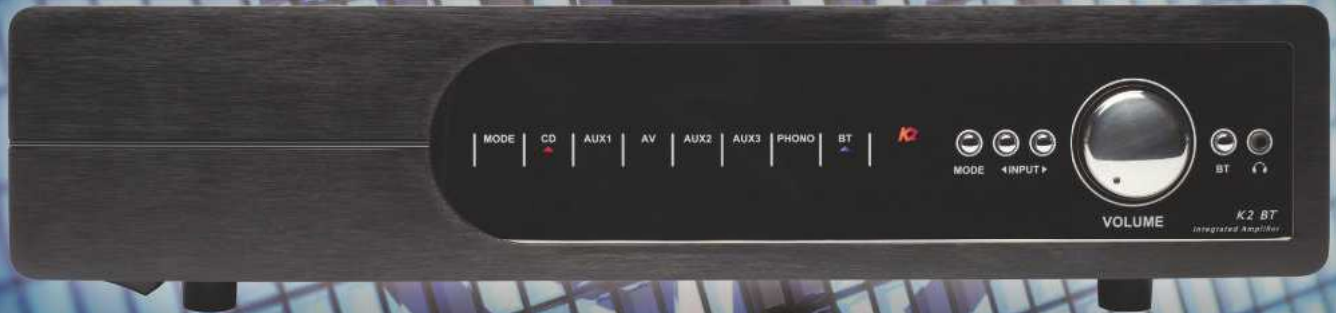 MODE CD AUX1 AV AUX2 AUX3 PHONO BT K2
MODE ◄INPUT► BT
VOLUME
K2 BT
Integrated Amplifier